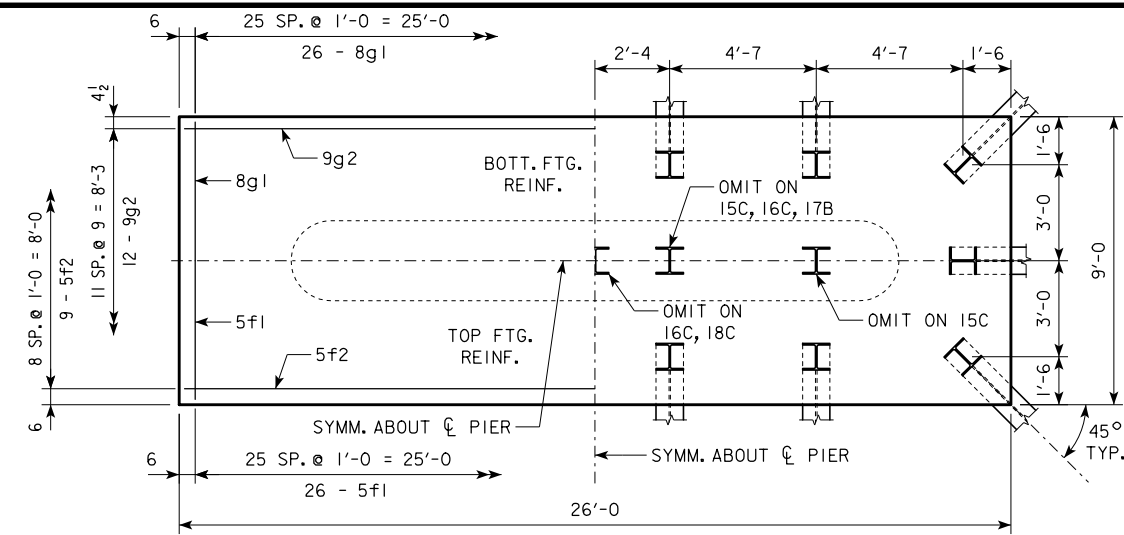 6
25 SP. @ 1'-0 = 25'-0
26 - 8g1
2'-4
4'-7
4'-7
1'-6
4½
9g2
8g1
BOTT. FTG.
REINF.
OMIT ON
15C, 16C, 17B
1'-6
3'-0
9'-0
3'-0
1'-6
8 SP. @ 1'-0 = 8'-0
9 - 5f2
11 SP. @ 9 = 8'-3
12 - 9g2
OMIT ON
16C, 18C
OMIT ON 15C
5f1
TOP FTG.
REINF.
5f2
6
SYMM. ABOUT ℄ PIER
SYMM. ABOUT ℄ PIER
45°
TYP.
6
25 SP. @ 1'-0 = 25'-0
26 - 5f1
26'-0